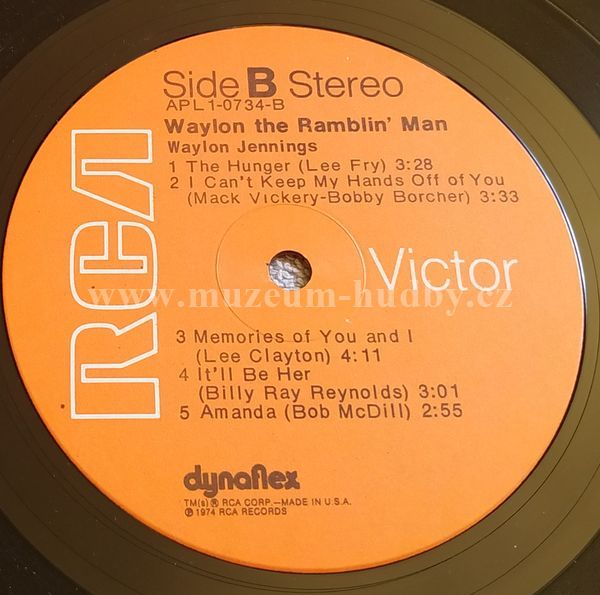 Side B Stereo
APL1-0734-B
Waylon the Ramblin' Man
Waylon Jennings
1 The Hunger (Lee Fry) 3:28
2 I Can't Keep My Hands Off of You
(Mack Vickery-Bobby Borcher) 3:33
RCA
Victor
www.muzeum-hudby.cz
3 Memories of You and I
(Lee Clayton) 4:11
4 It'll Be Her
(Billy Ray Reynolds) 3:01
5 Amanda (Bob McDill) 2:55
dynaflex
TM(s) ® RCA CORP.—MADE IN U.S.A.
℗ 1974 RCA RECORDS